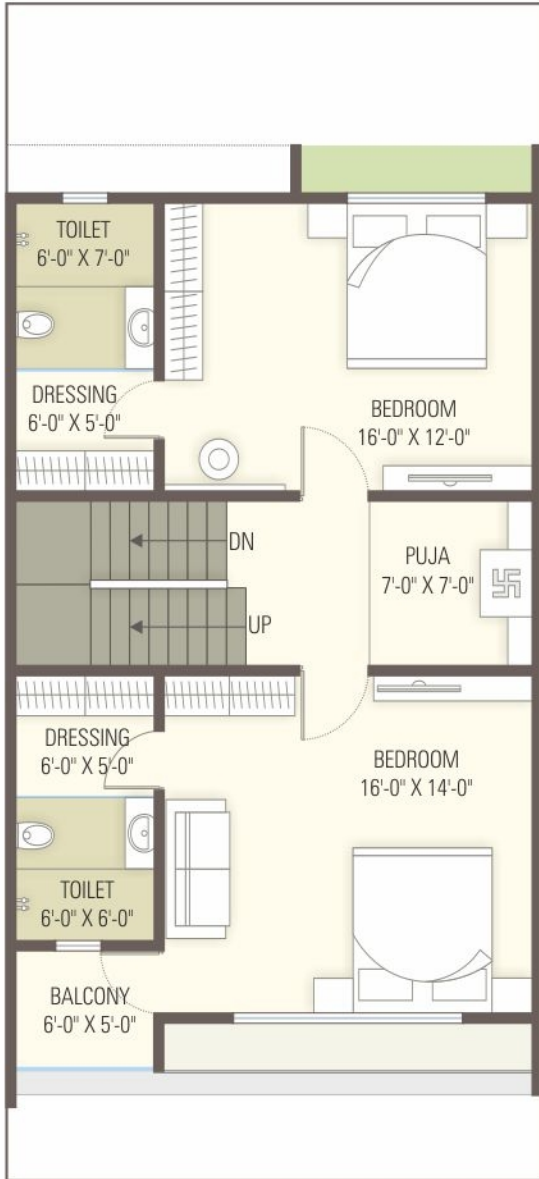 TOILET
6'-0" X 7'-0"
DRESSING
6'-0" X 5'-0"
BEDROOM
16'-0" X 12'-0"
DN
PUJA
7'-0" X 7'-0"
UP
DRESSING
6'-0" X 5'-0"
BEDROOM
16'-0" X 14'-0"
TOILET
6'-0" X 6'-0"
BALCONY
6'-0" X 5'-0"